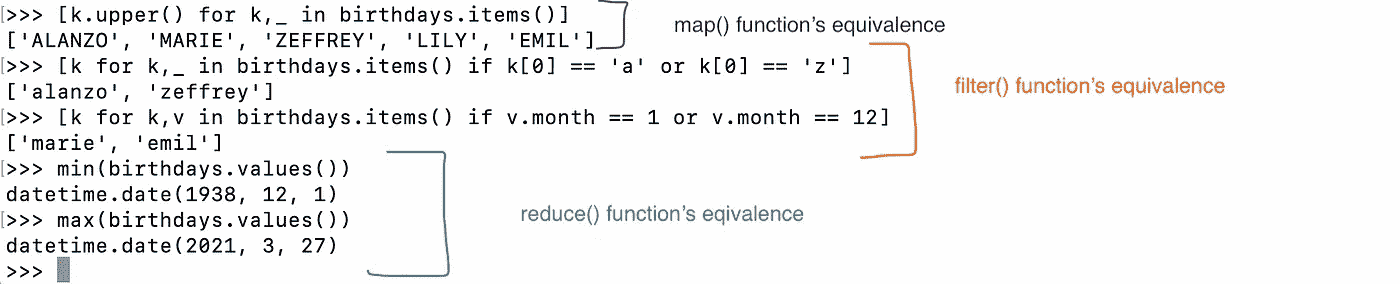 >>> [k.upper() for k,_ in birthdays.items()]
['ALANZO', 'MARIE', 'ZEFFREY', 'LILY', 'EMIL']
map() function's equivalence
>>> [k for k,_ in birthdays.items() if k[0] == 'a' or k[0] == 'z']
['alanzo', 'zeffrey']
filter() function's equivalence
>>> [k for k,v in birthdays.items() if v.month == 1 or v.month == 12]
['marie', 'emil']
>>> min(birthdays.values())
datetime.date(1938, 12, 1)
reduce() function's eqivalence
>>> max(birthdays.values())
datetime.date(2021, 3, 27)
>>>